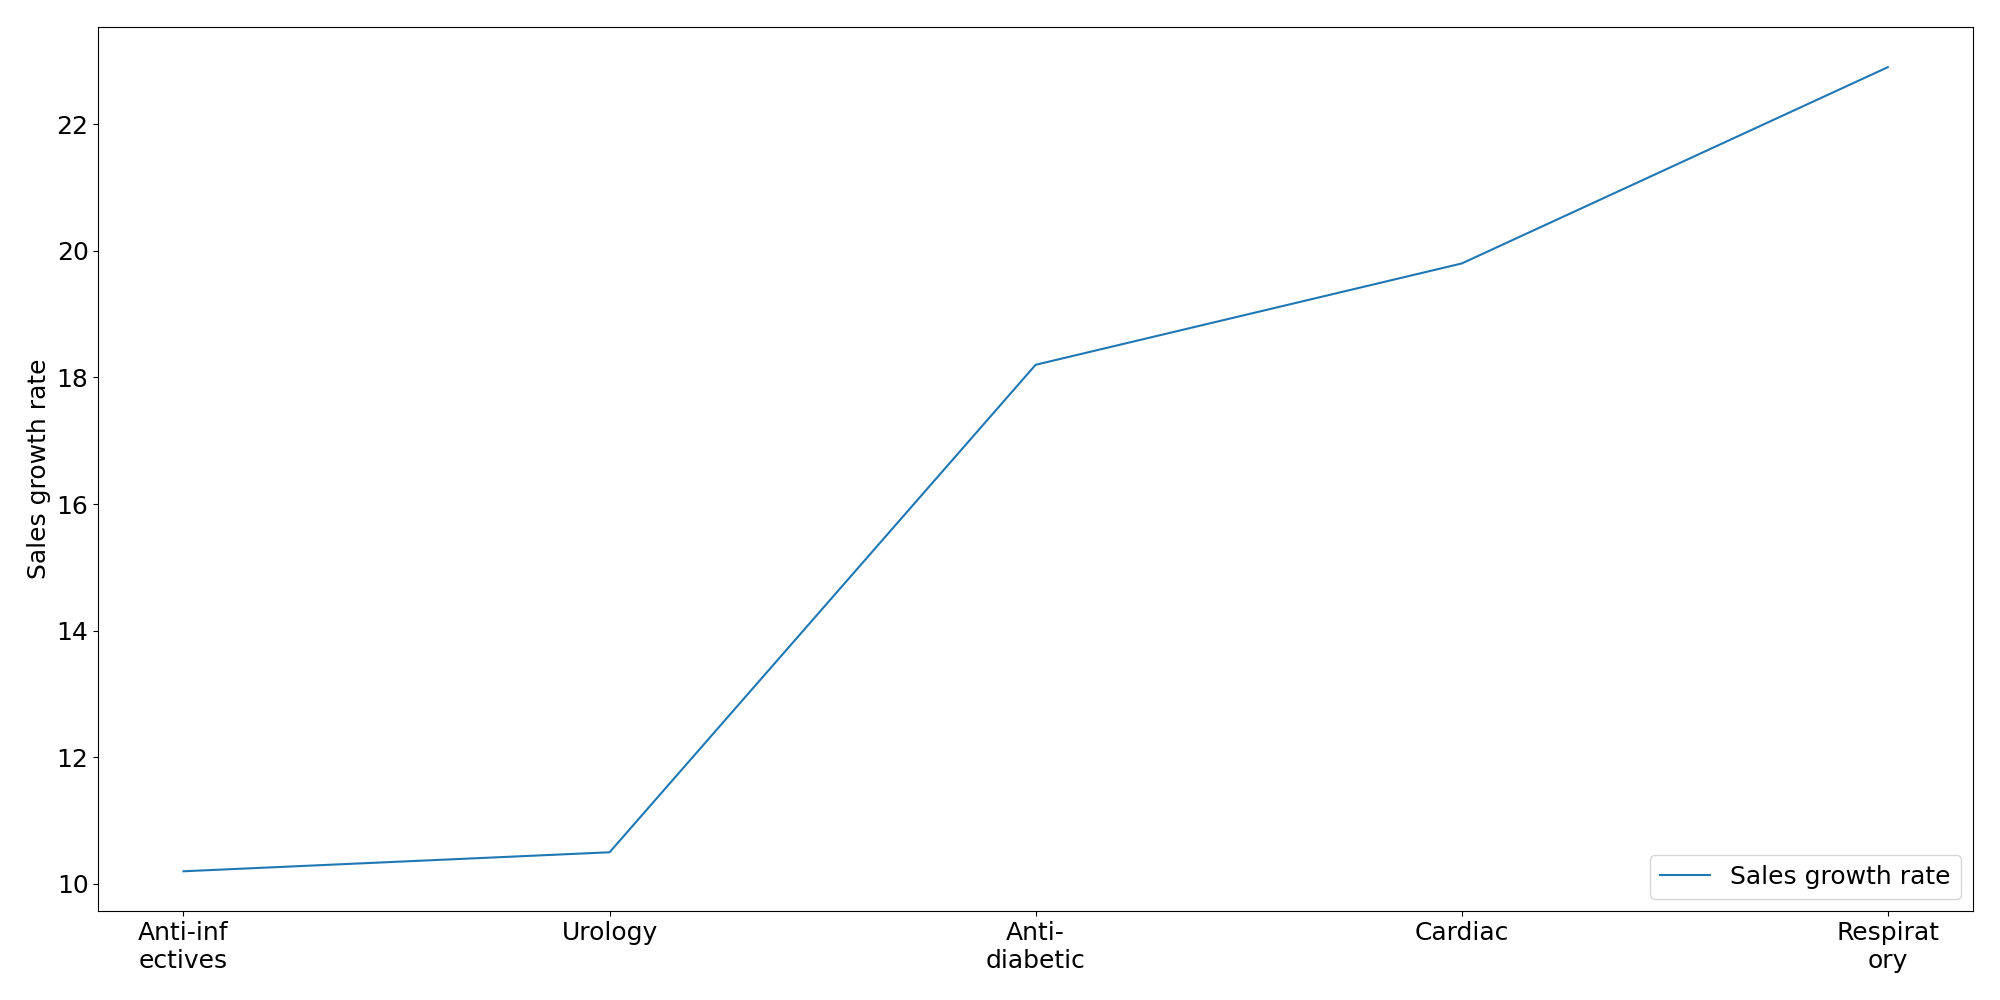 Sales growth rate
22
20
18
16
14
12
10
Anti-inf
ectives
Urology
Anti-
diabetic
Cardiac
Respirat
ory
Sales growth rate